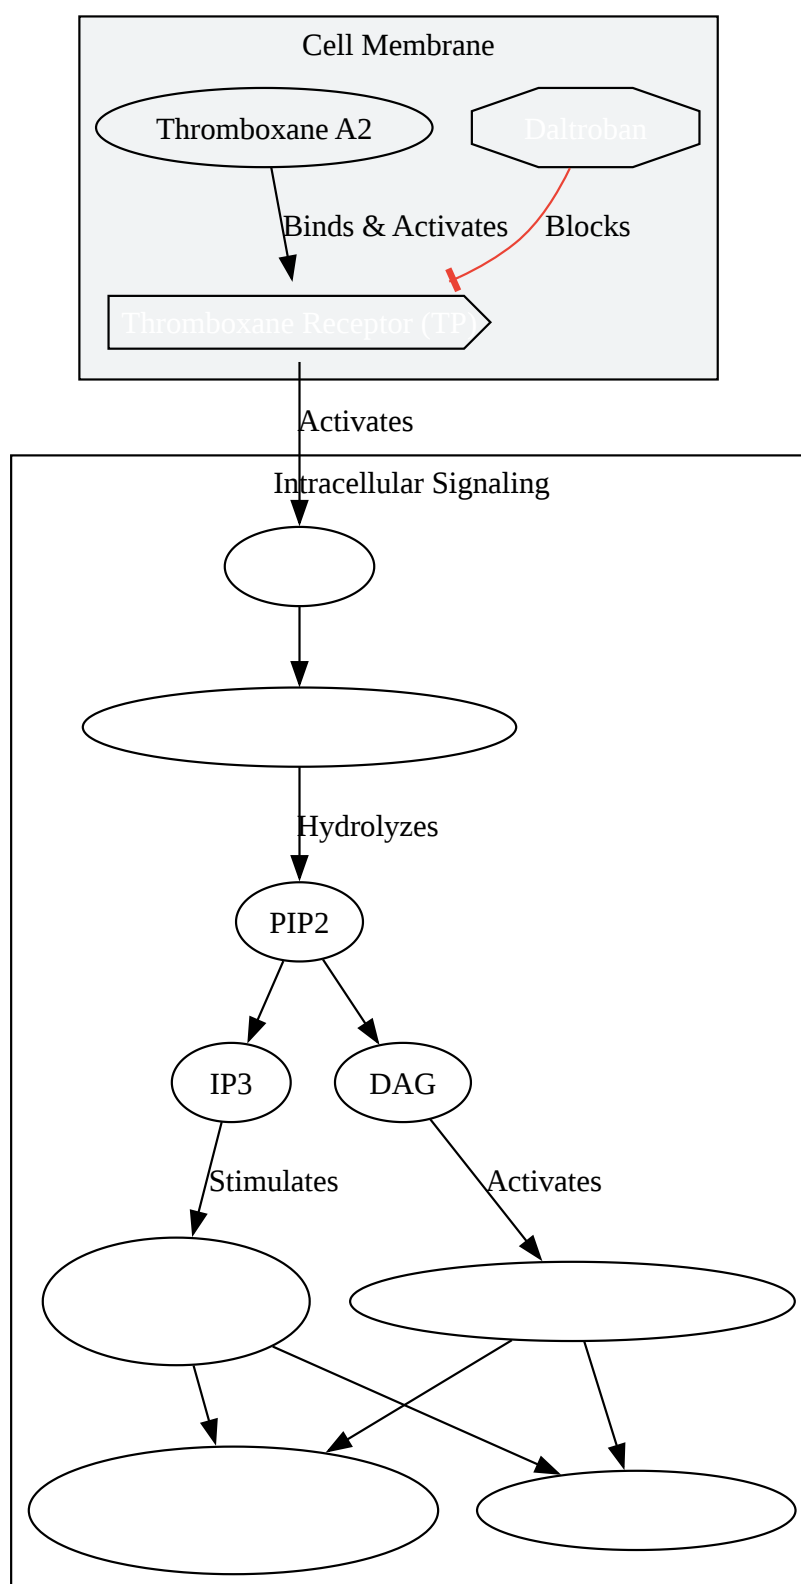 Cell Membrane
Thromboxane A2
Daltroban
Binds & Activates
Blocks
Thromboxane Receptor (TP)
Activates
Intracellular Signaling
Hydrolyzes
PIP2
IP3
DAG
Stimulates
Activates